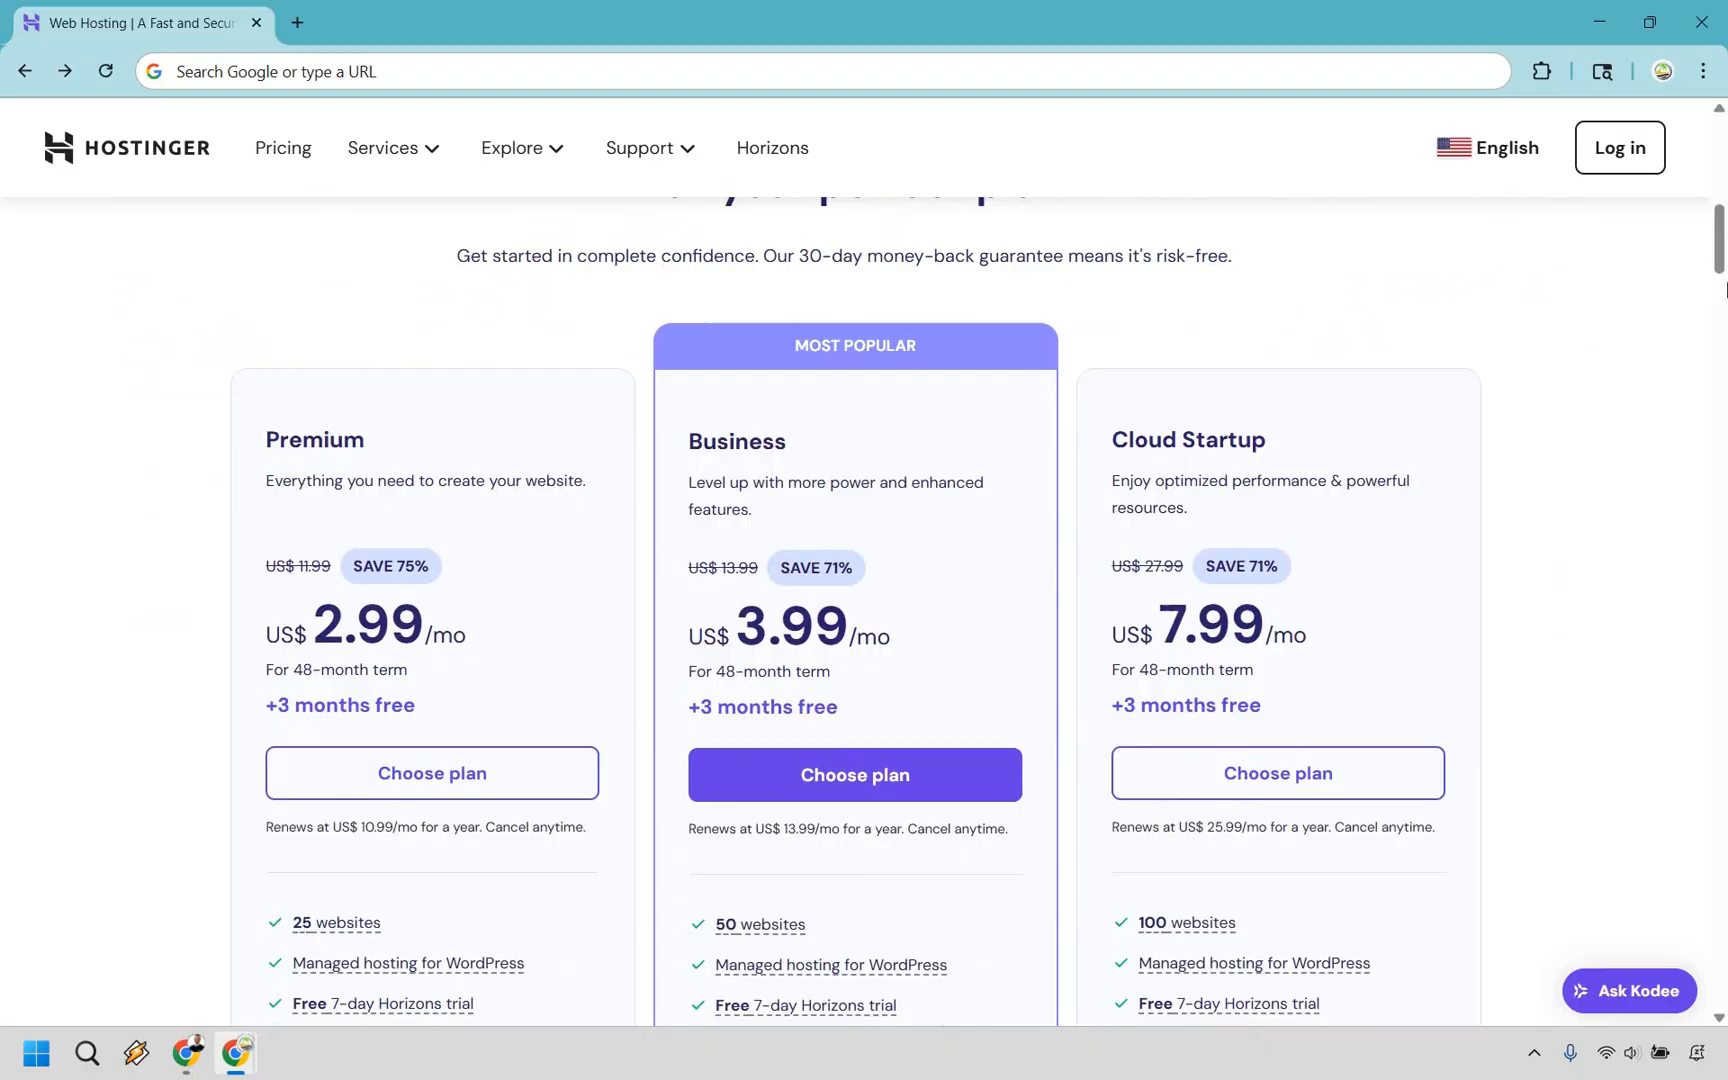 Web Hosting | A Fast and Secur
Search Google or type a URL
HOSTINGER
Pricing
Services
Explore
Support
Horizons
English
Log in
Get started in complete confidence. Our 30-day money-back guarantee means it's risk-free.
MOST POPULAR
Premium
Everything you need to create your website.
US$ 11.99
SAVE 75%
US$ 2.99/mo
For 48-month term
+3 months free
Choose plan
Renews at US$ 10.99/mo for a year. Cancel anytime.
25 websites
Managed hosting for WordPress
Free 7-day Horizons trial
Business
Level up with more power and enhanced
features.
US$ 13.99
SAVE 71%
US$ 3.99/mo
For 48-month term
+3 months free
Choose plan
Renews at US$ 13.99/mo for a year. Cancel anytime.
50 websites
Managed hosting for WordPress
Free 7-day Horizons trial
Cloud Startup
Enjoy optimized performance & powerful
resources.
US$ 27.99
SAVE 71%
US$ 7.99/mo
For 48-month term
+3 months free
Choose plan
Renews at US$ 25.99/mo for a year. Cancel anytime.
100 websites
Managed hosting for WordPress
Free 7-day Horizons trial
Ask Kodee